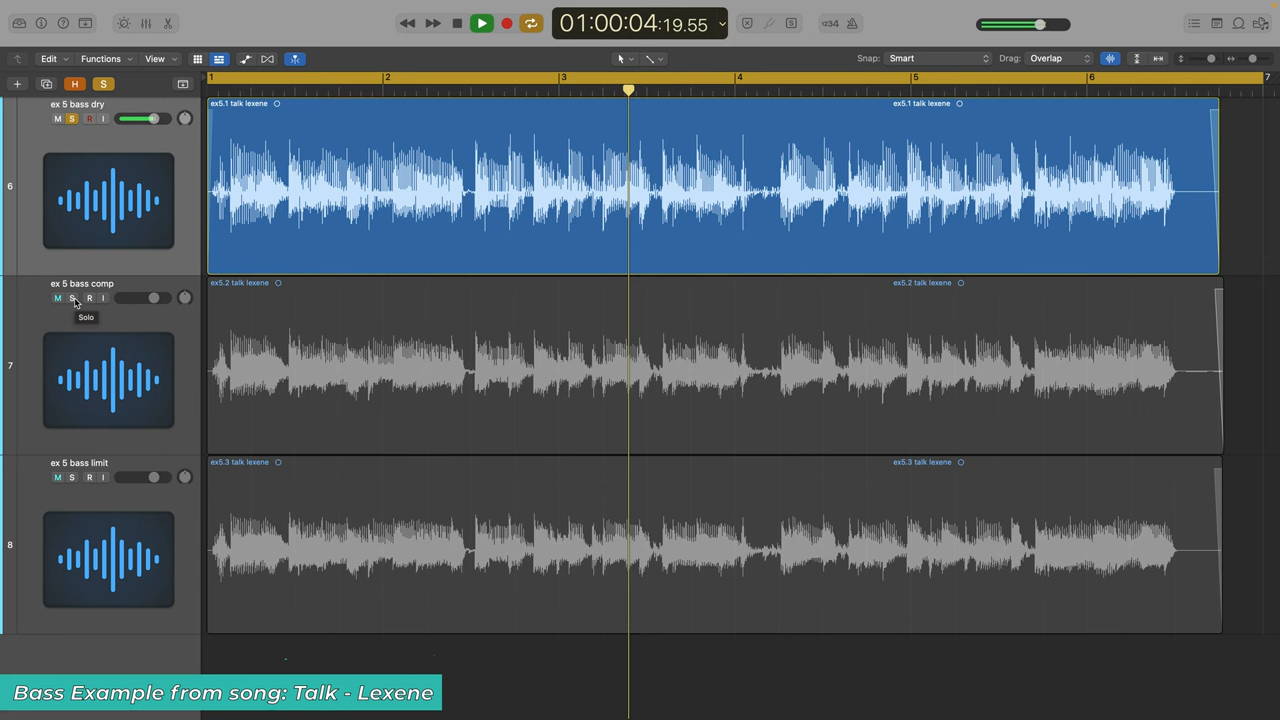 01:00:04:19.55
1234
Edit Functions View Snap: Smart Drag: Overlap
H S
1 2 3 4 5 6 7
ex 5 bass dry
M S R I
6
ex5.1 talk lexene ex5.1 talk lexene
ex 5 bass comp
M S R I
Solo
7
ex5.2 talk lexene ex5.2 talk lexene
ex 5 bass limit
M S R I
8
ex5.3 talk lexene ex5.3 talk lexene
Bass Example from song: Talk - Lexene